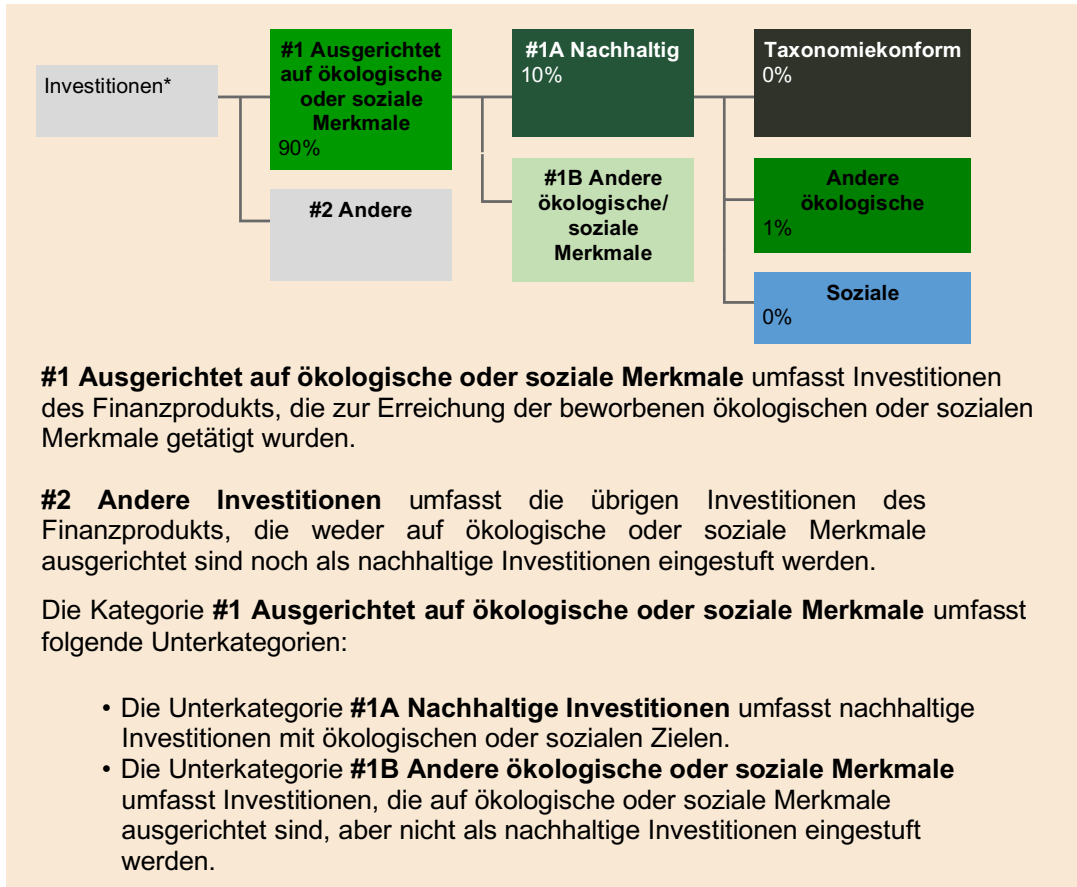 Investitionen*
#1 Ausgerichtet
auf ökologische
oder soziale
Merkmale
90%
#2 Andere
#1A Nachhaltig
10%
#1B Andere
ökologische/
soziale
Merkmale
Taxonomiekonform
0%
Andere
ökologische
1%
Soziale
0%
#1 Ausgerichtet auf ökologische oder soziale Merkmale umfasst Investitionen
des Finanzprodukts, die zur Erreichung der beworbenen ökologischen oder sozialen
Merkmale getätigt wurden.
#2 Andere Investitionen umfasst die übrigen Investitionen des
Finanzprodukts, die weder auf ökologische oder soziale Merkmale
ausgerichtet sind noch als nachhaltige Investitionen eingestuft werden.
Die Kategorie #1 Ausgerichtet auf ökologische oder soziale Merkmale umfasst
folgende Unterkategorien:
• Die Unterkategorie #1A Nachhaltige Investitionen umfasst nachhaltige
Investitionen mit ökologischen oder sozialen Zielen.
• Die Unterkategorie #1B Andere ökologische oder soziale Merkmale
umfasst Investitionen, die auf ökologische oder soziale Merkmale
ausgerichtet sind, aber nicht als nachhaltige Investitionen eingestuft
werden.